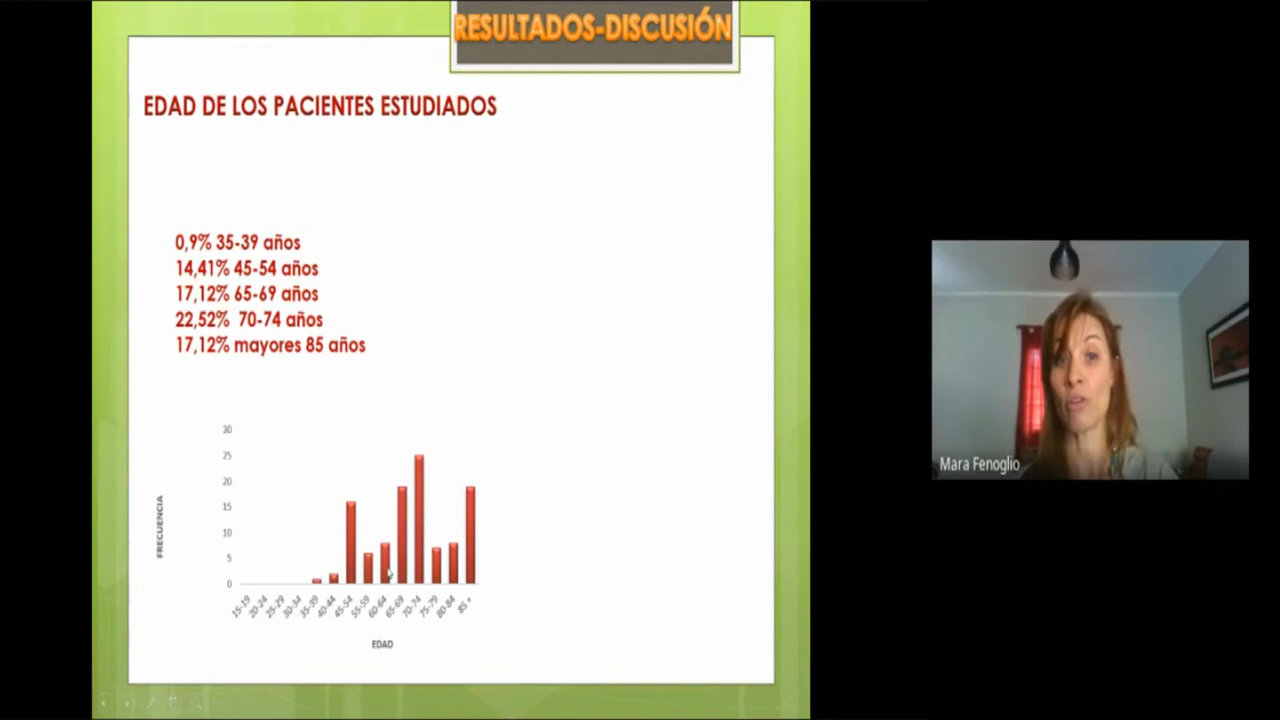 RESULTADOS-DISCUSIÓN
EDAD DE LOS PACIENTES ESTUDIADOS
0,9% 35-39 años
14,41% 45-54 años
17,12% 65-69 años
22,52% 70-74 años
17,12% mayores 85 años
30
25
20
15
10
5
0
FRECUENCIA
15-19
20-24
25-29
30-34
35-39
40-44
45-54
55-59
60-64
65-69
70-74
75-79
80-84
85 +
EDAD
Mara Fenoglio